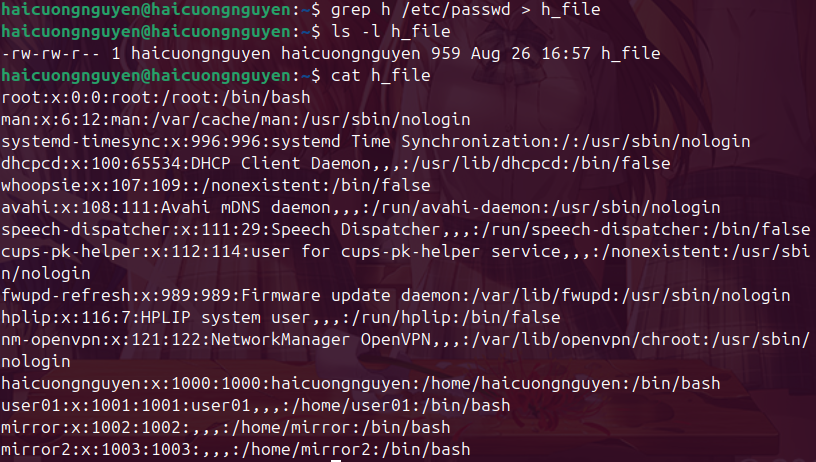 haicuongnguyen@haicuongnguyen:~$ grep h /etc/passwd > h_file
haicuongnguyen@haicuongnguyen:~$ ls -l h_file
-rw-rw-r-- 1 haicuongnguyen haicuongnguyen 959 Aug 26 16:57 h_file
haicuongnguyen@haicuongnguyen:~$ cat h_file
root:x:0:0:root:/root:/bin/bash
man:x:6:12:man:/var/cache/man:/usr/sbin/nologin
systemd-timesync:x:996:996:systemd Time Synchronization:/:/usr/sbin/nologin
dhcpcd:x:100:65534:DHCP Client Daemon,,,:/usr/lib/dhcpcd:/bin/false
whoopsie:x:107:109::/nonexistent:/bin/false
avahi:x:108:111:Avahi mDNS daemon,,,:/run/avahi-daemon:/usr/sbin/nologin
speech-dispatcher:x:111:29:Speech Dispatcher,,,:/run/speech-dispatcher:/bin/false
cups-pk-helper:x:112:114:user for cups-pk-helper service,,,:/nonexistent:/usr/sbi
n/nologin
fwupd-refresh:x:989:989:Firmware update daemon:/var/lib/fwupd:/usr/sbin/nologin
hplip:x:116:7:HPLIP system user,,,:/run/hplip:/bin/false
nm-openvpn:x:121:122:NetworkManager OpenVPN,,,:/var/lib/openvpn/chroot:/usr/sbin/
nologin
haicuongnguyen:x:1000:1000:haicuongnguyen:/home/haicuongnguyen:/bin/bash
user01:x:1001:1001:user01,,,:/home/user01:/bin/bash
mirror:x:1002:1002:,,,:/home/mirror:/bin/bash
mirror2:x:1003:1003:,,,:/home/mirror2:/bin/bash